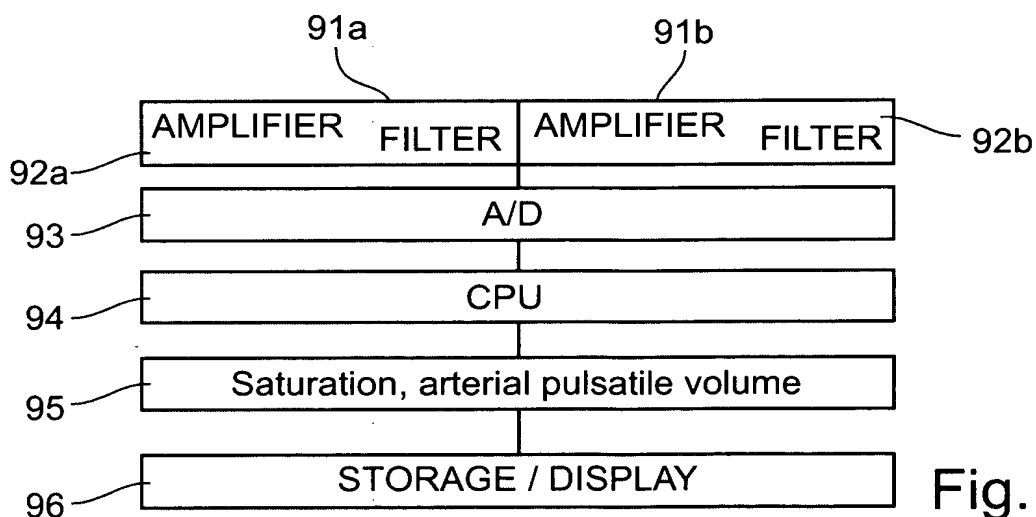 91a 91b
AMPLIFIER FILTER AMPLIFIER FILTER
92a 92b
A/D
93
CPU
94
Saturation, arterial pulsatile volume
95
STORAGE / DISPLAY
96
Fig.